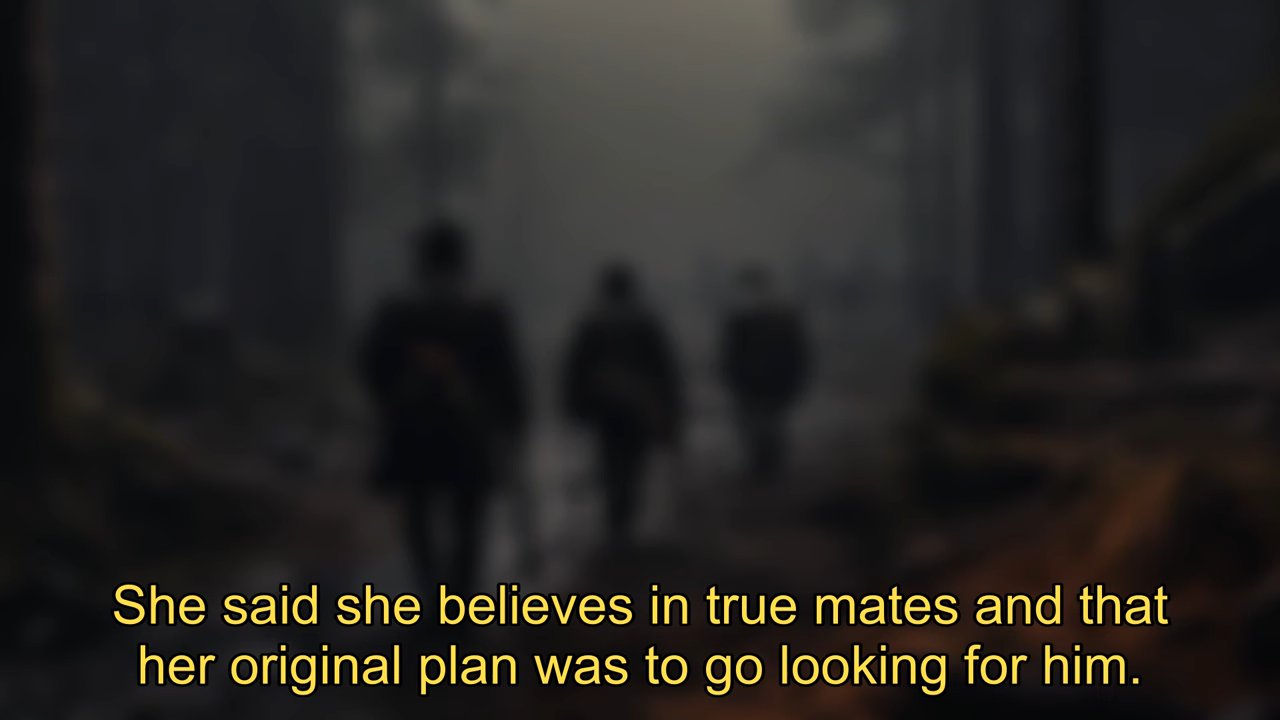 She said she believes in true mates and that
her original plan was to go looking for him.